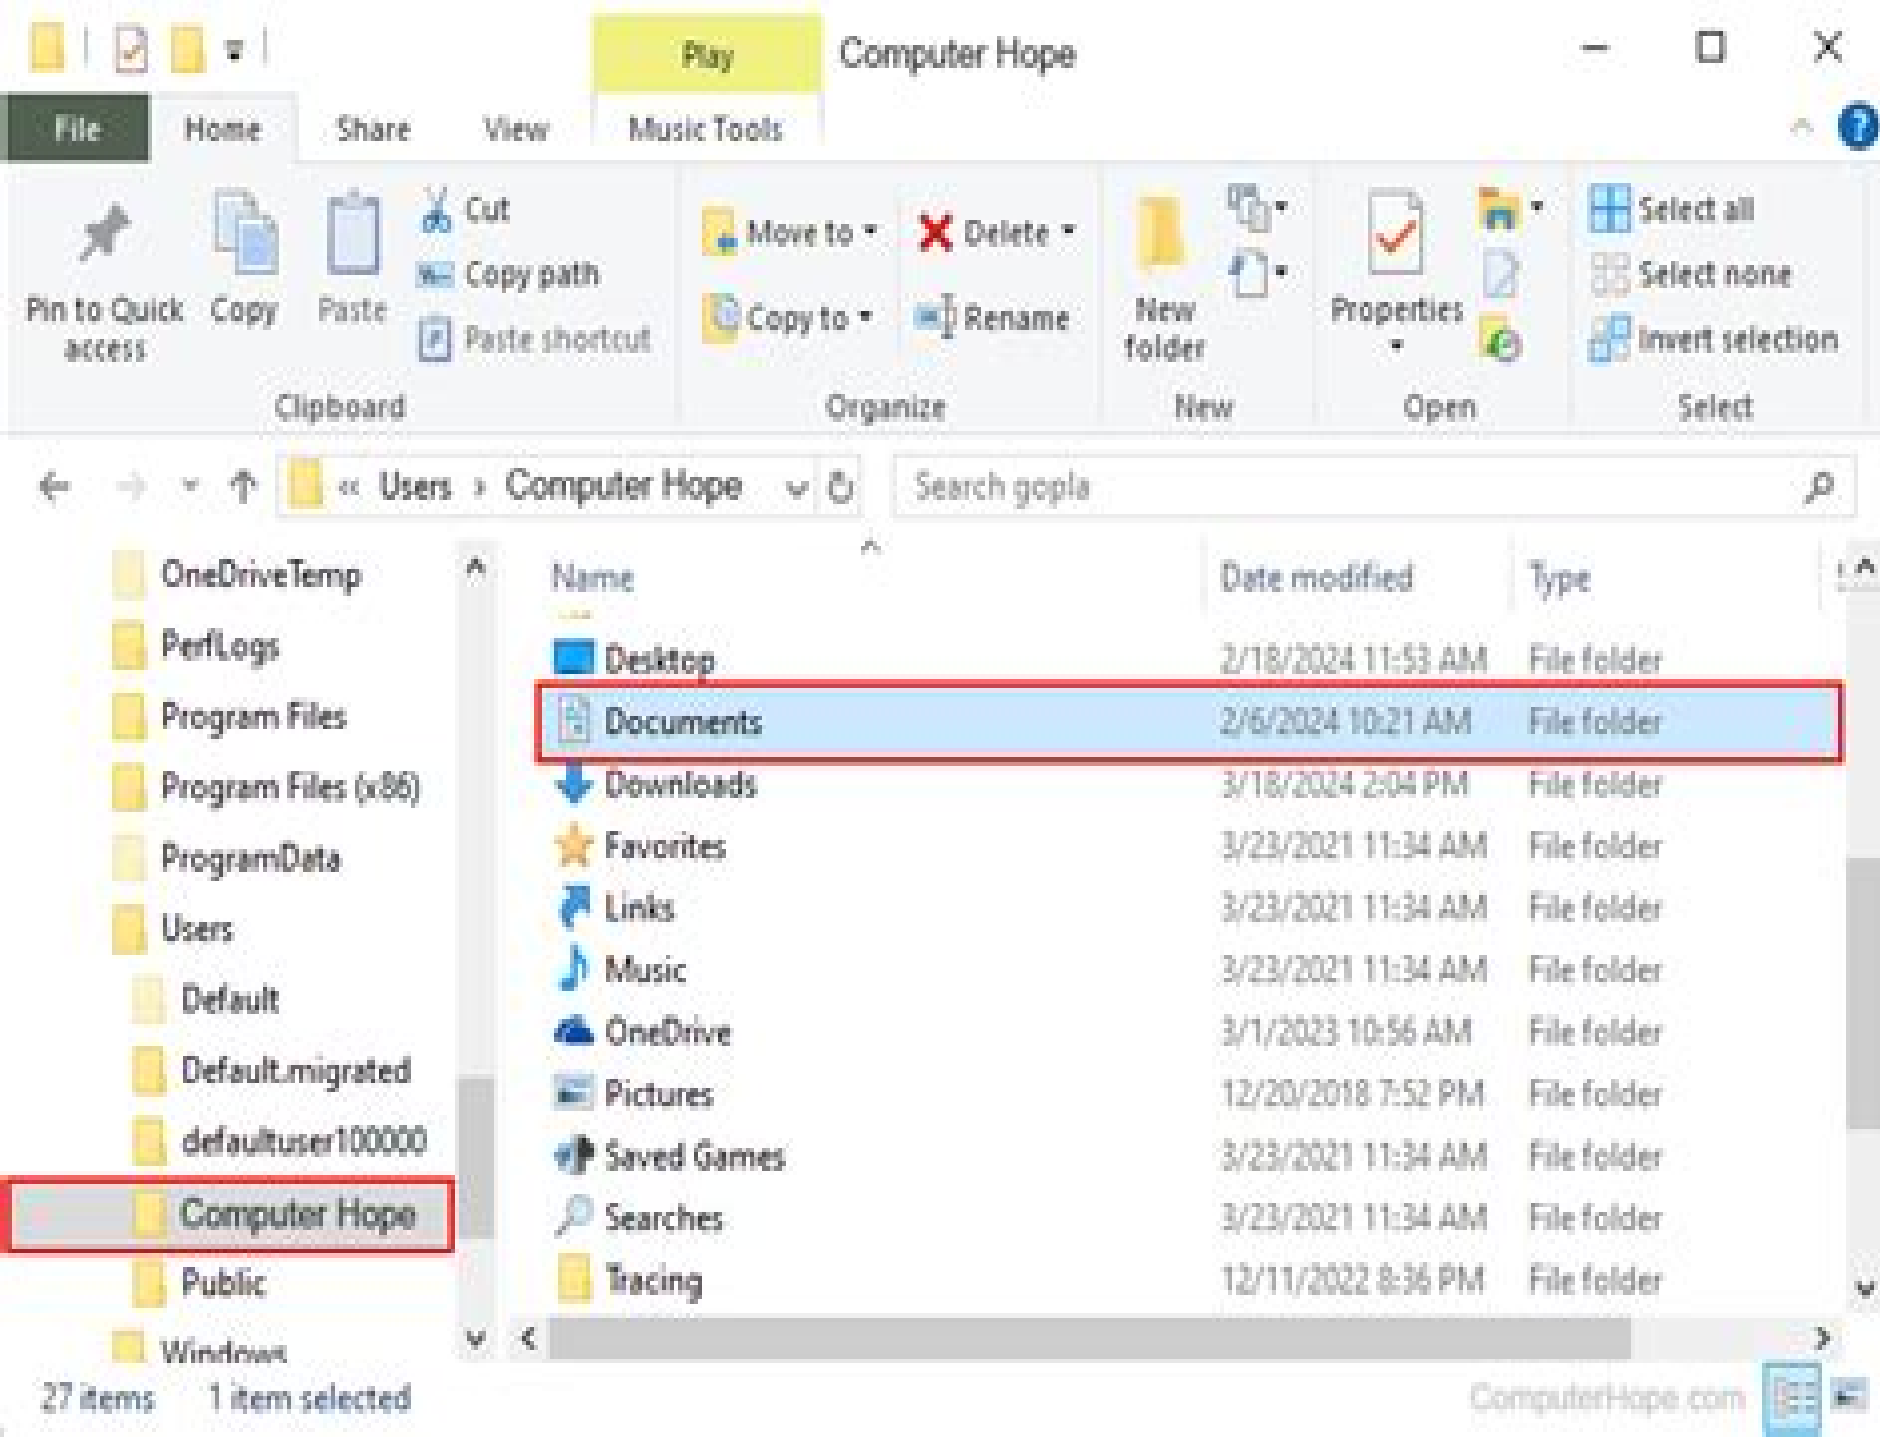 Play Computer Hope
File Home Share View Music Tools
Pin to Quick access
Copy
Paste
Cut
Copy path
Paste shortcut
Clipboard
Move to
Copy to
Delete
Rename
Organize
New folder
New
Properties
Open
Select all
Select none
Invert selection
Select
« Users › Computer Hope
Search gopla
OneDriveTemp
PerfLogs
Program Files
Program Files (x86)
ProgramData
Users
Default
Default.migrated
defaultuser100000
Computer Hope
Public
Windows
Name Date modified Type
Desktop 2/18/2024 11:53 AM File folder
Documents 2/6/2024 10:21 AM File folder
Downloads 3/18/2024 2:04 PM File folder
Favorites 3/23/2021 11:34 AM File folder
Links 3/23/2021 11:34 AM File folder
Music 3/23/2021 11:34 AM File folder
OneDrive 3/1/2023 10:56 AM File folder
Pictures 12/20/2018 7:52 PM File folder
Saved Games 3/23/2021 11:34 AM File folder
Searches 3/23/2021 11:34 AM File folder
Tracing 12/11/2022 8:36 PM File folder
27 items 1 item selected
ComputerHope.com